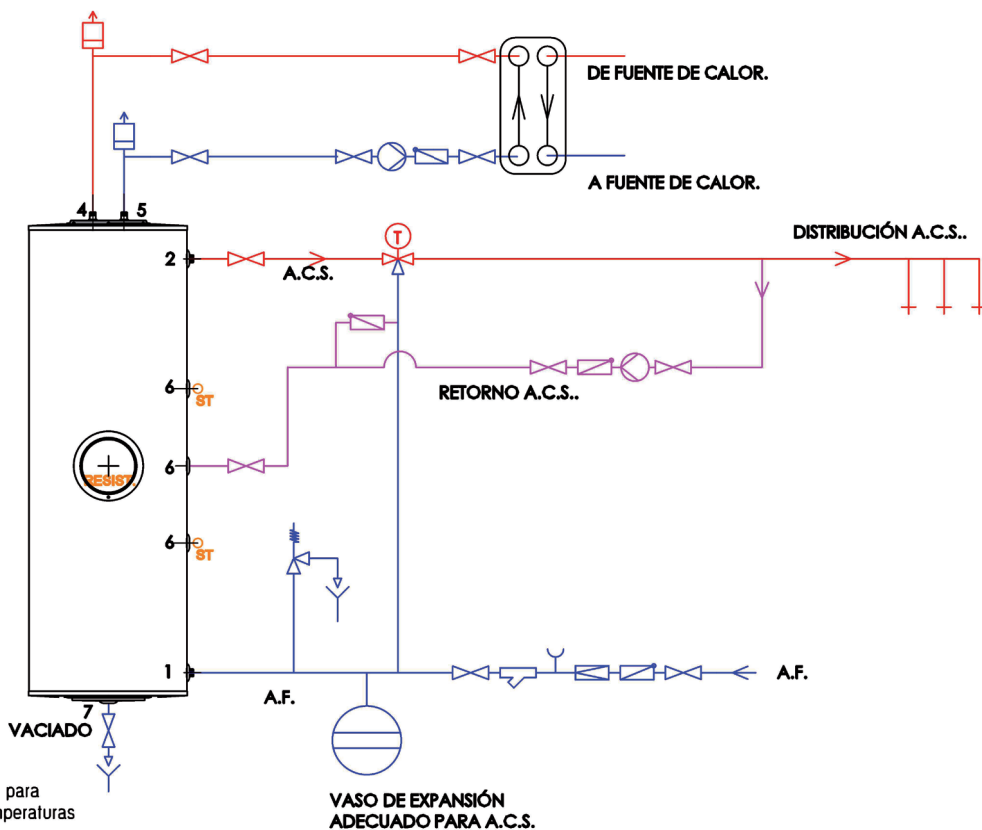 DE FUENTE DE CALOR.
A FUENTE DE CALOR.
4
5
2
A.C.S.
T
DISTRIBUCIÓN A.C.S..
6
ST
RETORNO A.C.S..
6
RESIST.
6
ST
1
A.F.
A.F.
7
VACIADO
para
peraturas
VASO DE EXPANSIÓN
ADECUADO PARA A.C.S.